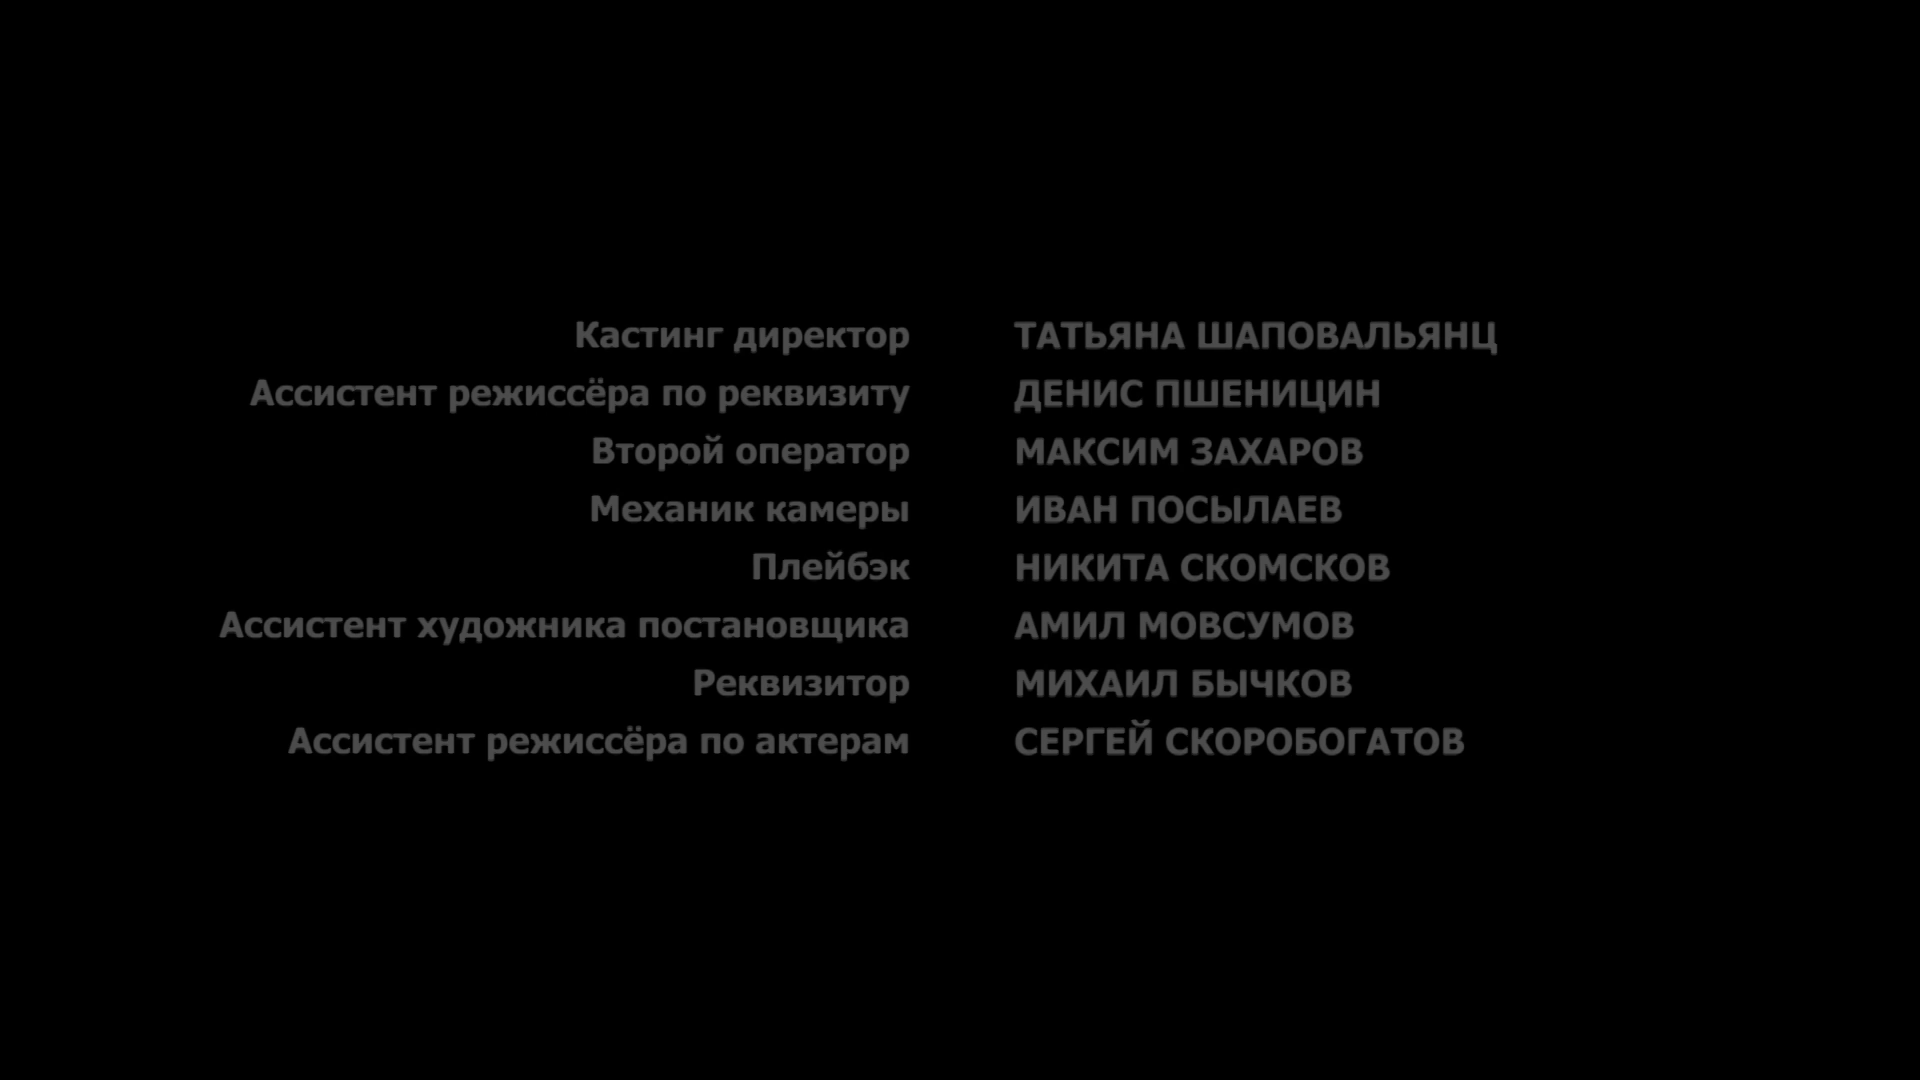 Кастинг директор ТАТЬЯНА ШАПОВАЛЬЯНЦ
Ассистент режиссёра по реквизиту ДЕНИС ПШЕНИЦИН
Второй оператор МАКСИМ ЗАХАРОВ
Механик камеры ИВАН ПОСЫЛАЕВ
Плейбэк НИКИТА СКОМСКОВ
Ассистент художника постановщика АМИЛ МОВСУМОВ
Реквизитор МИХАИЛ БЫЧКОВ
Ассистент режиссёра по актерам СЕРГЕЙ СКОРОБОГАТОВ